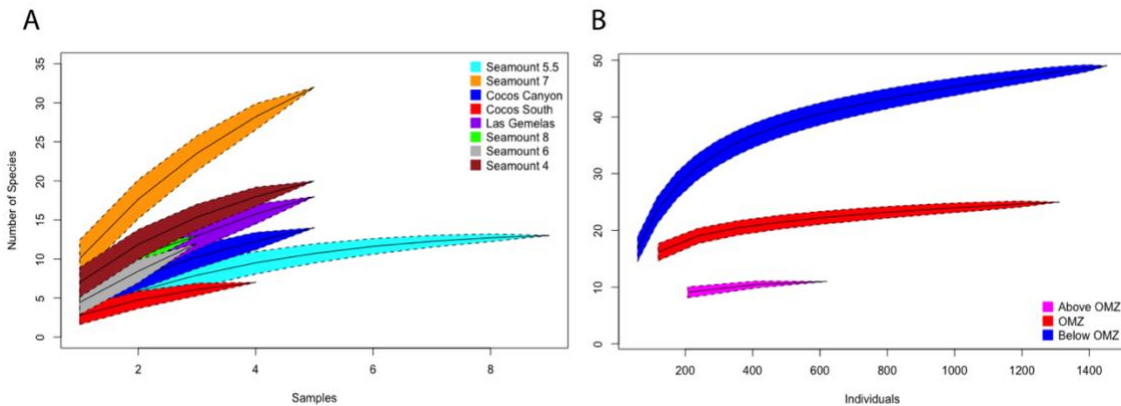 A
Number of Species
35
30
25
20
15
10
5
0
Seamount 5.5
Seamount 7
Cocos Canyon
Cocos South
Las Gemelas
Seamount 8
Seamount 6
Seamount 4
2
4
6
8
Samples
B
50
40
30
20
10
0
Above OMZ
OMZ
Below OMZ
200
400
600
800
1000
1200
1400
Individuals